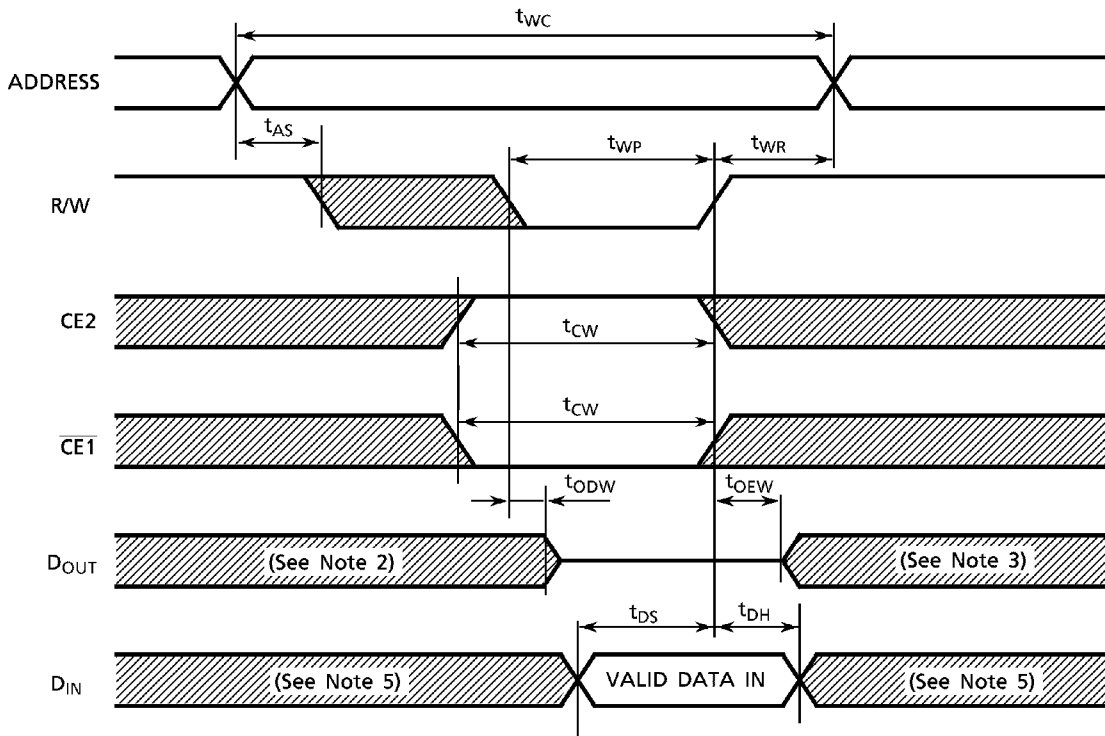 tWC
ADDRESS
tAS
tWP
tWR
R/W
CE2
tCW
tCW
CE1
tODW
tOEW
DOUT
(See Note 2)
(See Note 3)
tDS
tDH
DIN
(See Note 5)
VALID DATA IN
(See Note 5)